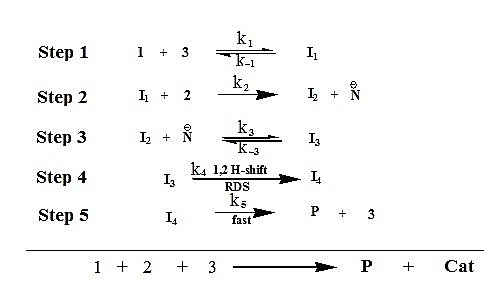 Step 1 1 + 3 k₁ k₋₁ I₁
Step 2 I₁ + 2 k₂ I₂ + N⊖
Step 3 I₂ + N⊖ k₃ k₋₃ I₃
Step 4 I₃ k₄ 1,2 H-shift RDS I₄
Step 5 I₄ k₅ fast P + 3
1 + 2 + 3 P + Cat